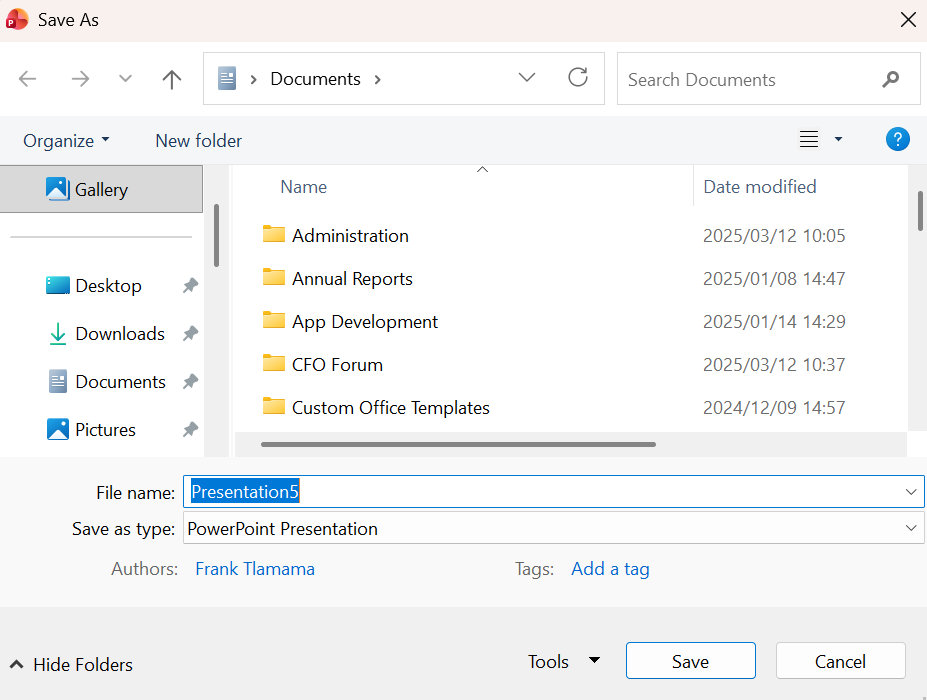 Save As
Documents
Search Documents
Organize
New folder
?
Gallery
Name
Date modified
Administration 2025/03/12 10:05
Annual Reports 2025/01/08 14:47
Desktop
App Development 2025/01/14 14:29
Downloads
CFO Forum 2025/03/12 10:37
Documents
Custom Office Templates 2024/12/09 14:57
Pictures
File name: Presentation5
Save as type: PowerPoint Presentation
Authors: Frank Tlamama Tags: Add a tag
Hide Folders Tools Save Cancel